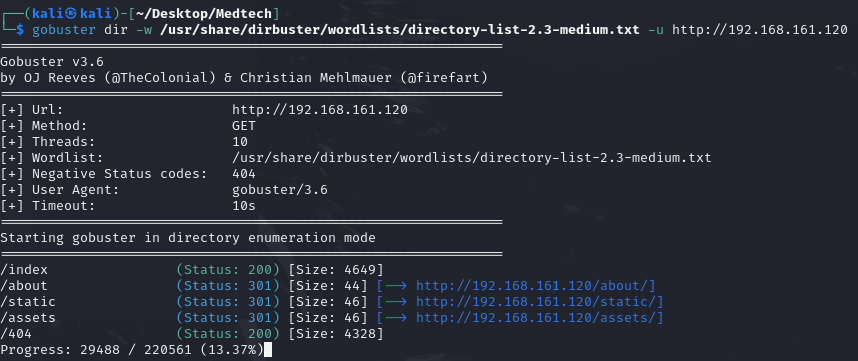 ┌──(kali㉿kali)-[~/Desktop/Medtech]
└─$ gobuster dir -w /usr/share/dirbuster/wordlists/directory-list-2.3-medium.txt -u http://192.168.161.120
===============================================================
Gobuster v3.6
by OJ Reeves (@TheColonial) & Christian Mehlmauer (@firefart)
===============================================================
[+] Url:                     http://192.168.161.120
[+] Method:                  GET
[+] Threads:                 10
[+] Wordlist:                /usr/share/dirbuster/wordlists/directory-list-2.3-medium.txt
[+] Negative Status codes:   404
[+] User Agent:              gobuster/3.6
[+] Timeout:                 10s
===============================================================
Starting gobuster in directory enumeration mode
===============================================================
/index                (Status: 200) [Size: 4649]
/about                (Status: 301) [Size: 44] [--> http://192.168.161.120/about/]
/static               (Status: 301) [Size: 46] [--> http://192.168.161.120/static/]
/assets               (Status: 301) [Size: 46] [--> http://192.168.161.120/assets/]
/404                  (Status: 200) [Size: 4328]
Progress: 29488 / 220561 (13.37%)